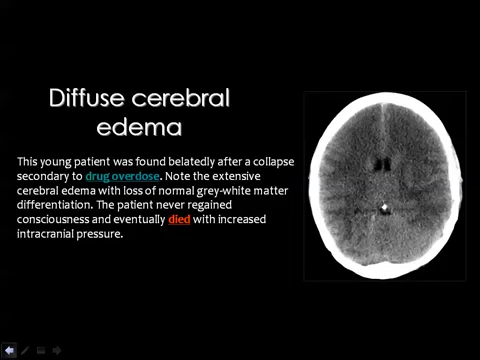 Diffuse cerebral
edema
This young patient was found belatedly after a collapse
secondary to drug overdose. Note the extensive
cerebral edema with loss of normal grey-white matter
differentiation. The patient never regained
consciousness and eventually died with increased
intracranial pressure.